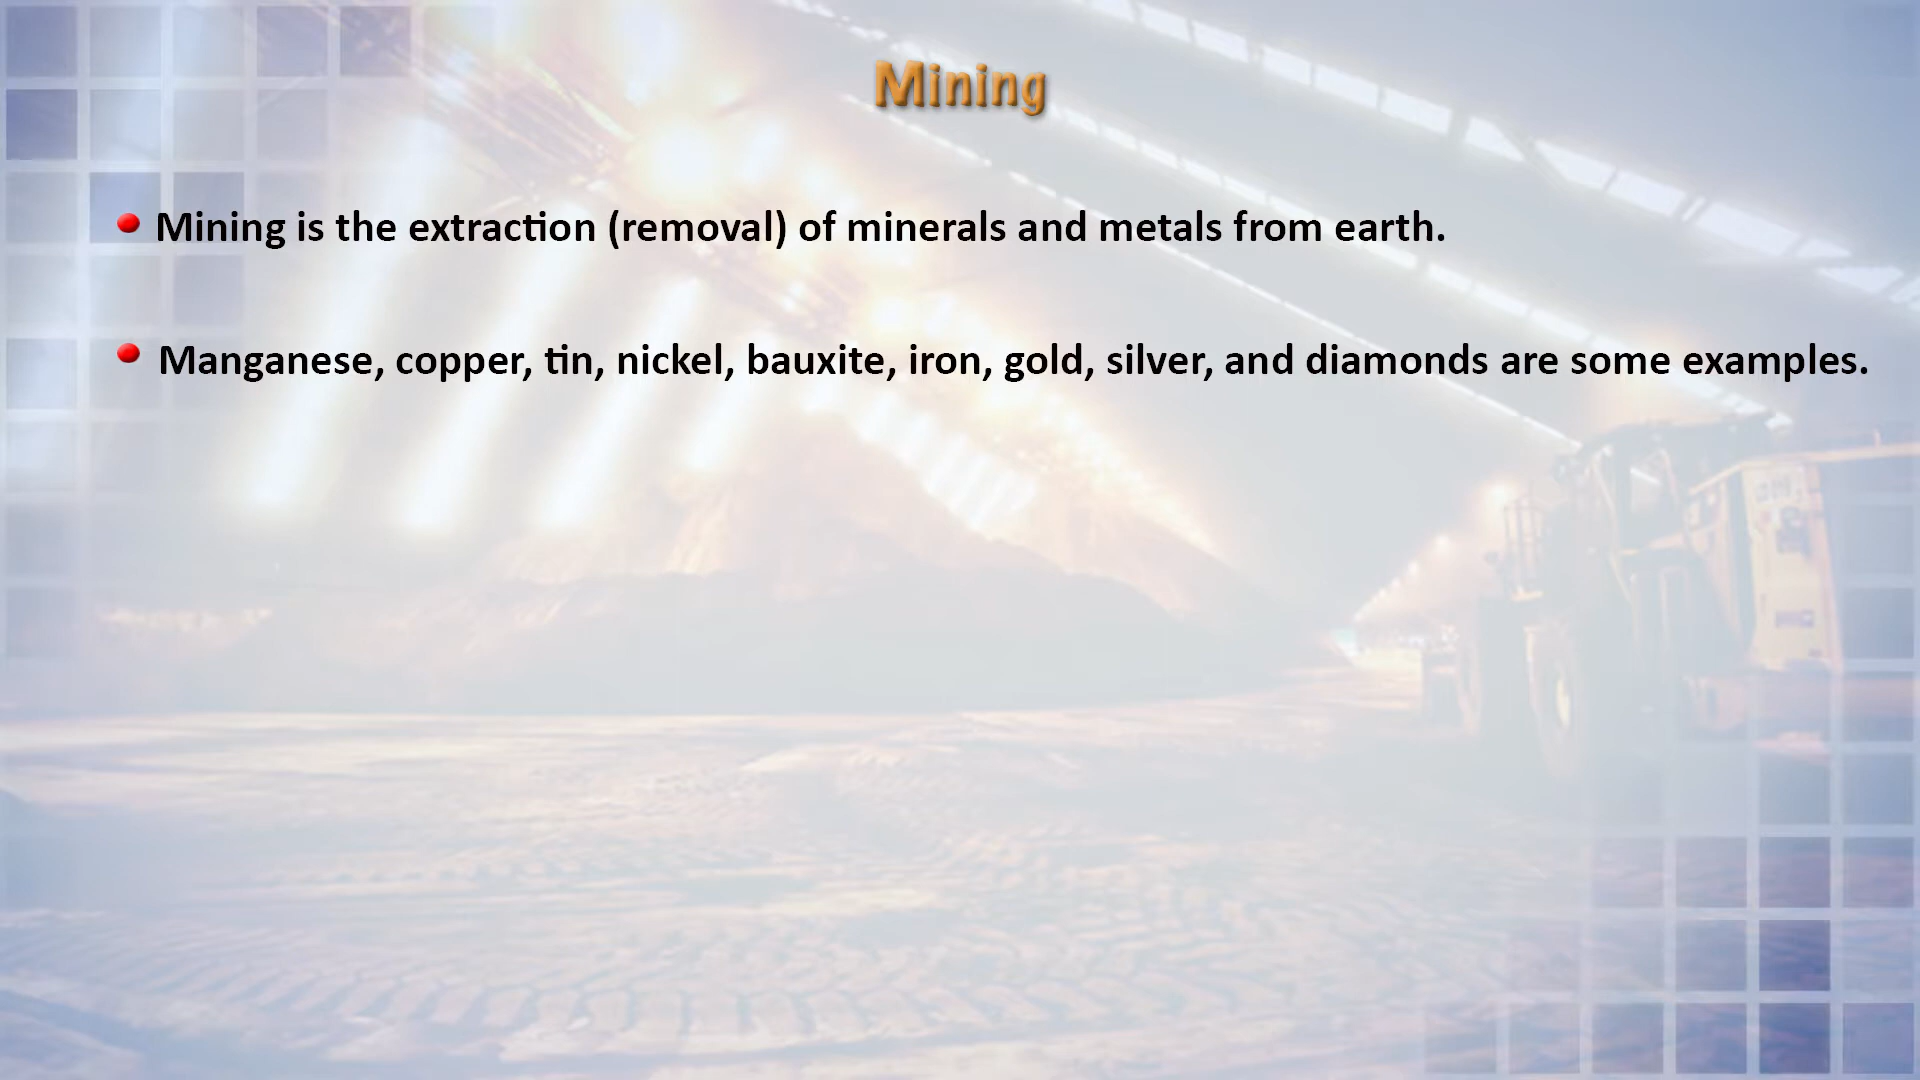 Mining
Mining is the extraction (removal) of minerals and metals from earth.
Manganese, copper, tin, nickel, bauxite, iron, gold, silver, and diamonds are some examples.